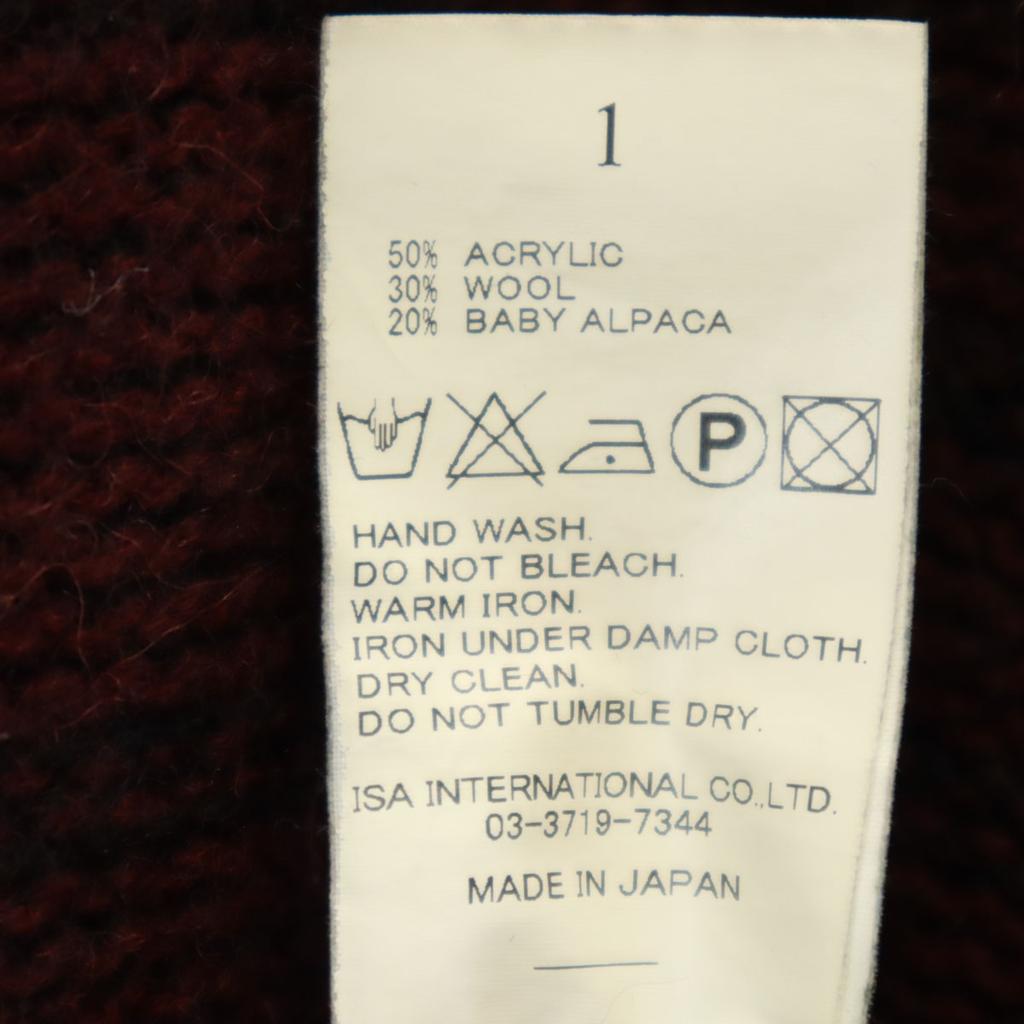 1
50% ACRYLIC
30% WOOL
20% BABY ALPACA
P
HAND WASH.
DO NOT BLEACH.
WARM IRON.
IRON UNDER DAMP CLOTH.
DRY CLEAN.
DO NOT TUMBLE DRY.
ISA INTERNATIONAL CO.,LTD.
03-3719-7344
MADE IN JAPAN